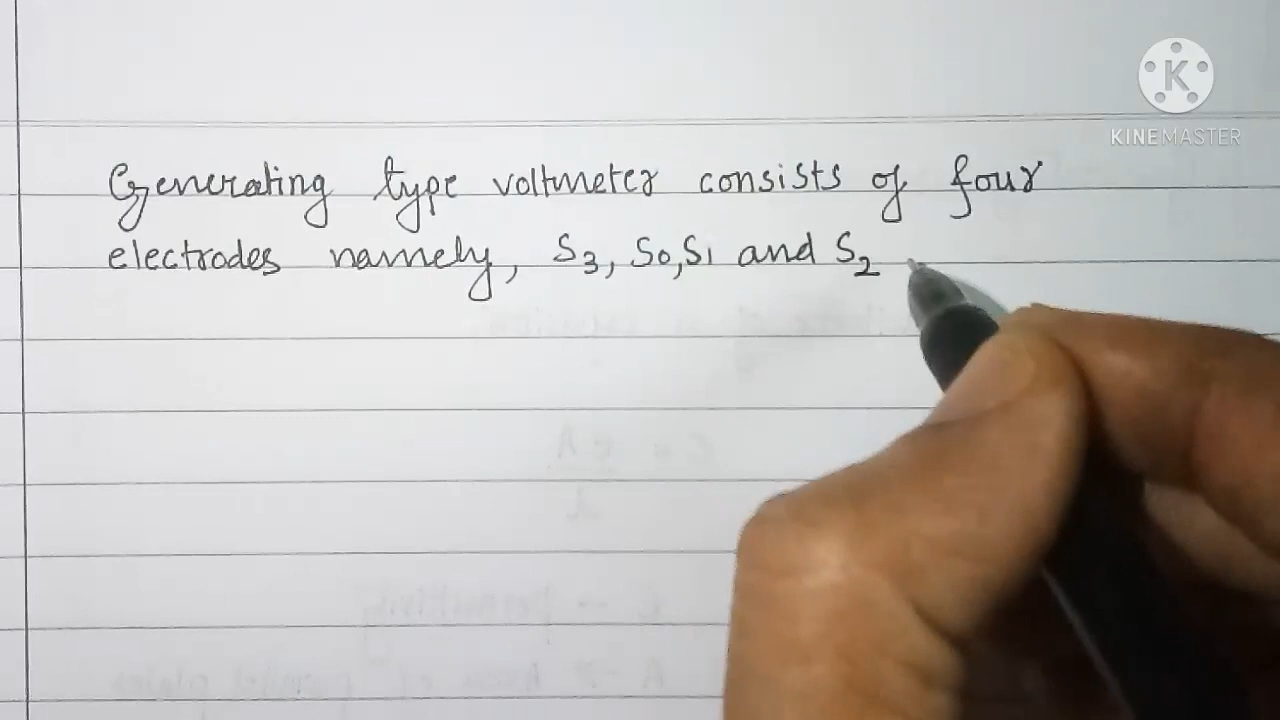 KINEMASTER
Generating type voltmeter consists of four
electrodes namely, S3, S0, S1 and S2